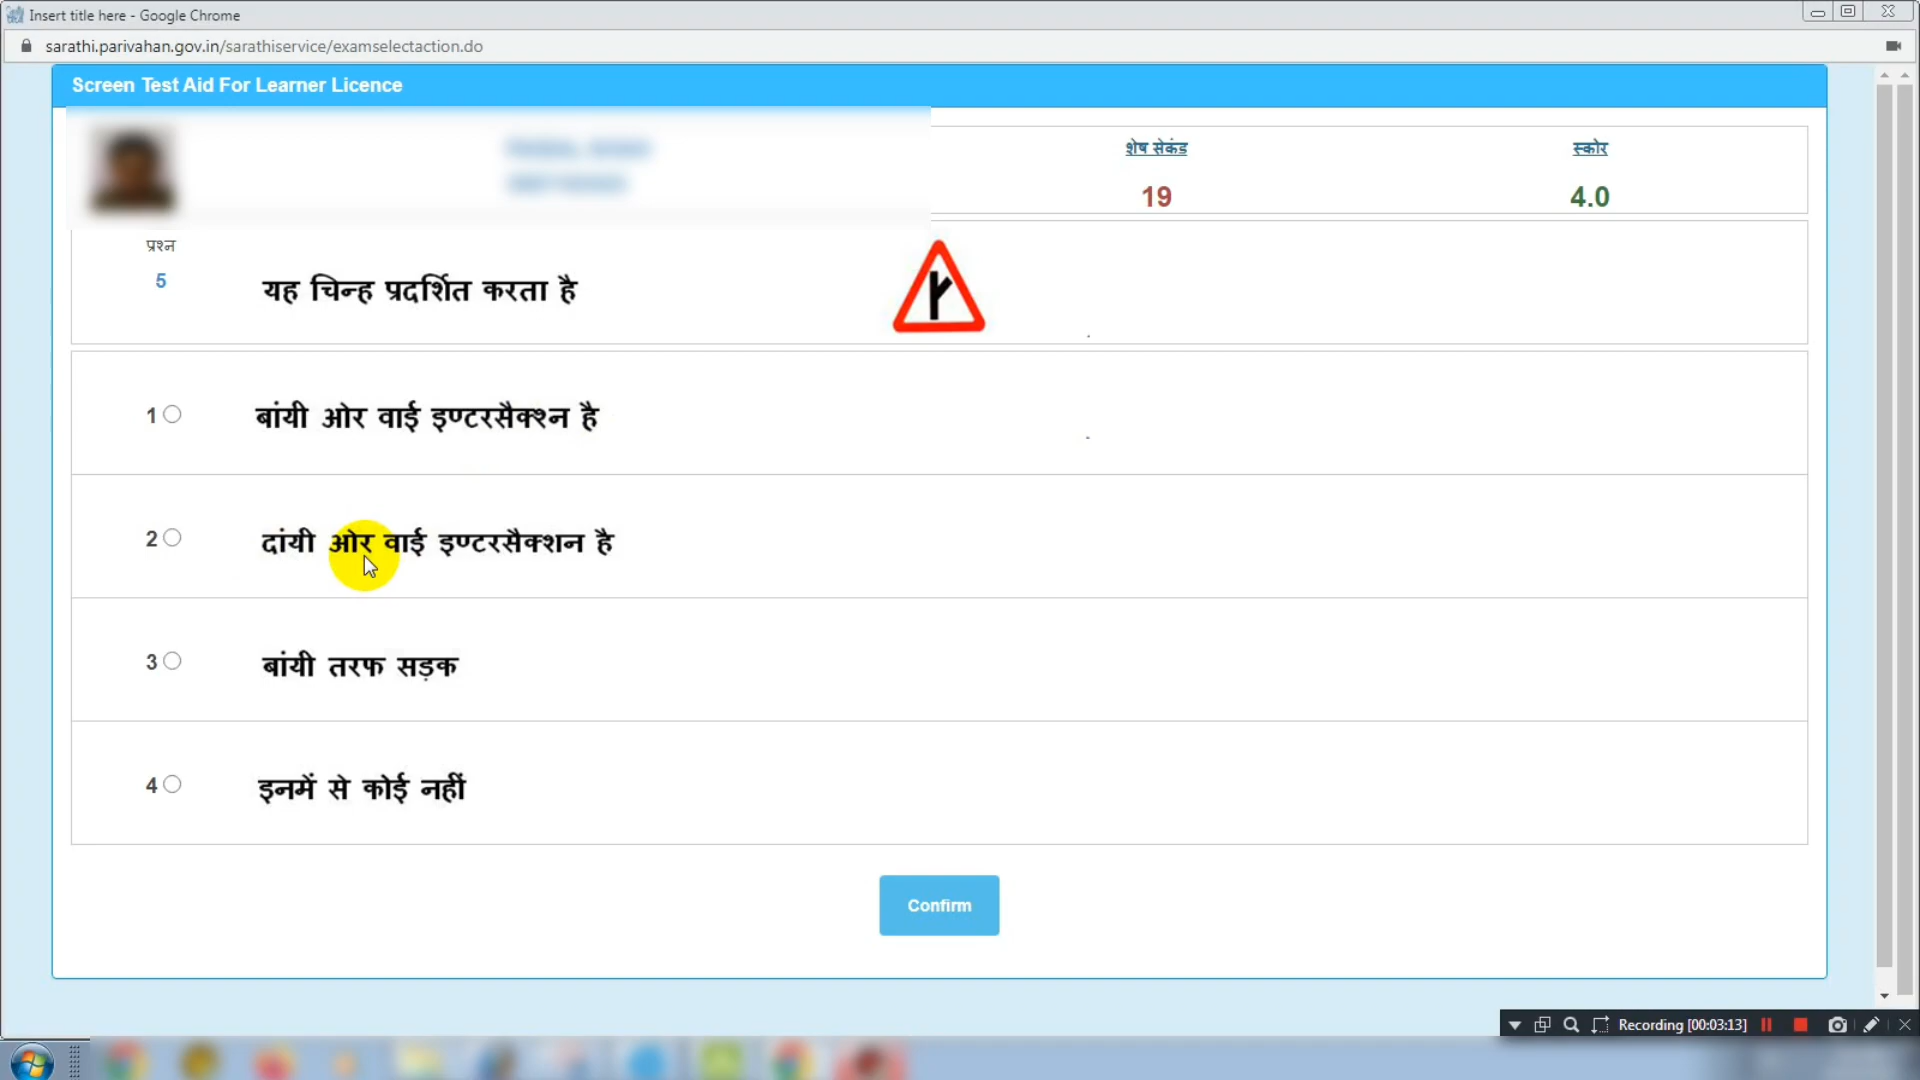 Insert title here - Google Chrome
sarathi.parivahan.gov.in/sarathiservice/examselectaction.do
Screen Test Aid For Learner Licence
शेष सेकंड
स्कोर
19
4.0
प्रश्न
5
यह चिन्ह प्रदर्शित करता है
1
बांयी ओर वाई इण्टरसैक्श्न है
2
दांयी ओर वाई इण्टरसैक्शन है
3
बांयी तरफ सड़क
4
इनमें से कोई नहीं
Confirm
Recording [00:03:13]